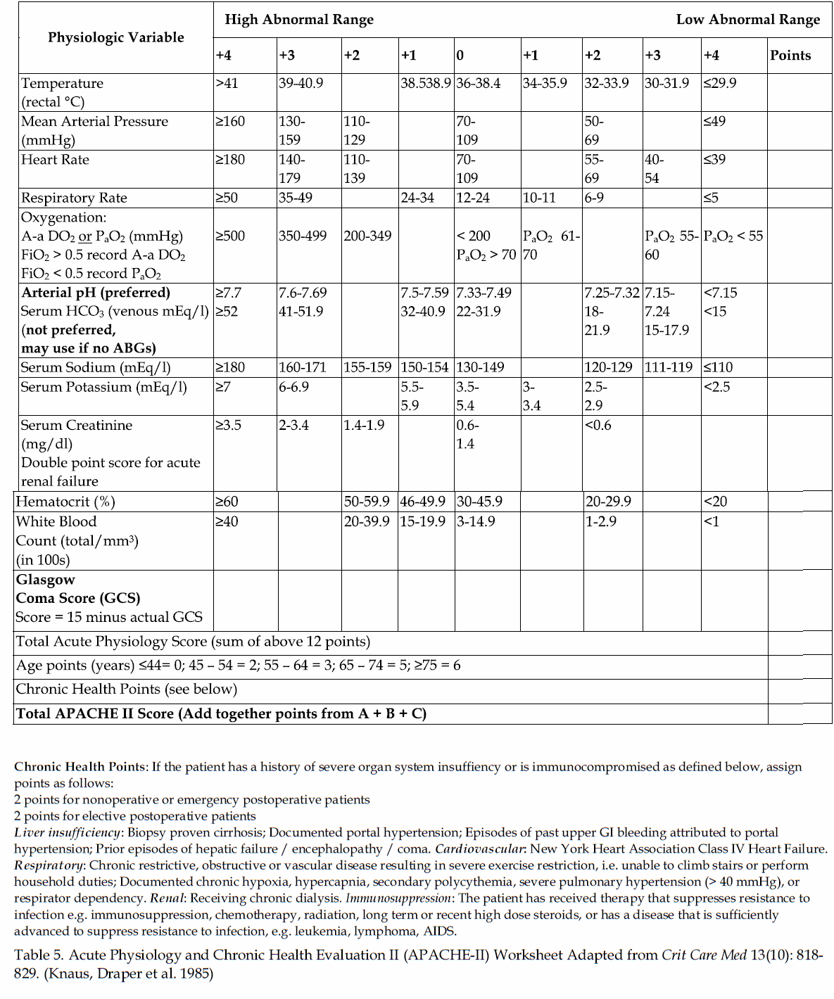 Physiologic Variable High Abnormal Range Low Abnormal Range
+4 +3 +2 +1 0 +1 +2 +3 +4 Points
Temperature >41 39-40.9 38.538.9 36-38.4 34-35.9 32-33.9 30-31.9 ≤29.9
(rectal °C)
Mean Arterial Pressure ≥160 130- 110- 70- 50- ≤49
(mmHg) 159 129 109 69
Heart Rate ≥180 140- 110- 70- 55- 40- ≤39
179 139 109 69 54
Respiratory Rate ≥50 35-49 24-34 12-24 10-11 6-9 ≤5
Oxygenation:
A-a DO2 or PaO2 (mmHg) ≥500 350-499 200-349 < 200 PaO2 61- PaO2 55- PaO2 < 55
FiO2 > 0.5 record A-a DO2 PaO2 > 70 70 60
FiO2 < 0.5 record PaO2
Arterial pH (preferred) ≥7.7 7.6-7.69 7.5-7.59 7.33-7.49 7.25-7.32 7.15- <7.15
Serum HCO3 (venous mEq/l) ≥52 41-51.9 32-40.9 22-31.9 18- 7.24 <15
(not preferred, 21.9 15-17.9
may use if no ABGs)
Serum Sodium (mEq/l) ≥180 160-171 155-159 150-154 130-149 120-129 111-119 ≤110
Serum Potassium (mEq/l) ≥7 6-6.9 5.5- 3.5- 3- 2.5- <2.5
5.9 5.4 3.4 2.9
Serum Creatinine ≥3.5 2-3.4 1.4-1.9 0.6- <0.6
(mg/dl) 1.4
Double point score for acute
renal failure
Hematocrit (%) ≥60 50-59.9 46-49.9 30-45.9 20-29.9 <20
White Blood ≥40 20-39.9 15-19.9 3-14.9 1-2.9 <1
Count (total/mm3)
(in 100s)
Glasgow
Coma Score (GCS)
Score = 15 minus actual GCS
Total Acute Physiology Score (sum of above 12 points)
Age points (years) ≤44= 0; 45 – 54 = 2; 55 – 64 = 3; 65 – 74 = 5; ≥75 = 6
Chronic Health Points (see below)
Total APACHE II Score (Add together points from A + B + C)
Chronic Health Points: If the patient has a history of severe organ system insuffiency or is immunocompromised as defined below, assign
points as follows:
2 points for nonoperative or emergency postoperative patients
2 points for elective postoperative patients
Liver insufficiency: Biopsy proven cirrhosis; Documented portal hypertension; Episodes of past upper GI bleeding attributed to portal
hypertension; Prior episodes of hepatic failure / encephalopathy / coma. Cardiovascular: New York Heart Association Class IV Heart Failure.
Respiratory: Chronic restrictive, obstructive or vascular disease resulting in severe exercise restriction, i.e. unable to climb stairs or perform
household duties; Documented chronic hypoxia, hypercapnia, secondary polycythemia, severe pulmonary hypertension (> 40 mmHg), or
respirator dependency. Renal: Receiving chronic dialysis. Immunosuppression: The patient has received therapy that suppresses resistance to
infection e.g. immunosuppression, chemotherapy, radiation, long term or recent high dose steroids, or has a disease that is sufficiently
advanced to suppress resistance to infection, e.g. leukemia, lymphoma, AIDS.
Table 5. Acute Physiology and Chronic Health Evaluation II (APACHE-II) Worksheet Adapted from Crit Care Med 13(10): 818-
829. (Knaus, Draper et al. 1985)